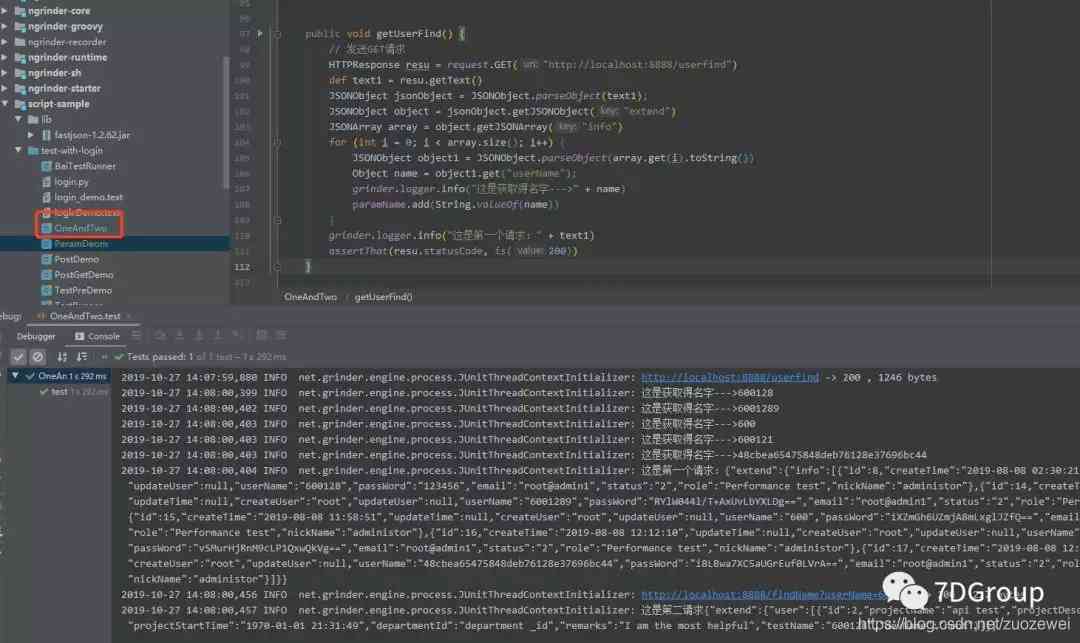 ngrinder-core
ngrinder-groovy
ngrinder-recorder
ngrinder-runtime
ngrinder-sh
ngrinder-starter
script-sample
lib
fastjson-1.2.62.jar
test-with-login
BaiTestRunner
login.py
login_demo.text
loginDemo.text
OneAndTwo
ParamDeom
PostDemo
PostGetDemo
TestPreDemo
95
96
97 public void getUserFind() {
98 // 发送GET请求
99 HTTPResponse resu = request.GET( uri: "http://localhost:8888/userfind")
100 def text1 = resu.getText()
101 JSONObject jsonObject = JSONObject.parseObject(text1);
102 JSONObject object = jsonObject.getJSONObject( key: "extend")
103 JSONArray array = object.getJSONArray( key: "info")
104 for (int i = 0; i < array.size(); i++) {
105 JSONObject object1 = JSONObject.parseObject(array.get(i).toString())
106 Object name = object1.get("userName");
107 grinder.logger.info("这是获取得名字--->" + name)
108 paramName.add(String.valueOf(name))
109 }
110 grinder.logger.info("这是第一个请求：" + text1)
111 assertThat(resu.statusCode, is( value: 200))
112 }
113
OneAndTwo › getUserFind()
ebug: OneAndTwo.test ×
Debugger Console
Tests passed: 1 of 1 test – 1 s 292 ms
OneAn 1 s 292 ms
test 1 s 292 ms
2019-10-27 14:07:59,880 INFO net.grinder.engine.process.JUnitThreadContextInitializer: http://localhost:8888/userfind -> 200 , 1246 bytes
2019-10-27 14:08:00,399 INFO net.grinder.engine.process.JUnitThreadContextInitializer: 这是获取得名字--->600128
2019-10-27 14:08:00,402 INFO net.grinder.engine.process.JUnitThreadContextInitializer: 这是获取得名字--->6001289
2019-10-27 14:08:00,403 INFO net.grinder.engine.process.JUnitThreadContextInitializer: 这是获取得名字--->600
2019-10-27 14:08:00,403 INFO net.grinder.engine.process.JUnitThreadContextInitializer: 这是获取得名字--->600121
2019-10-27 14:08:00,403 INFO net.grinder.engine.process.JUnitThreadContextInitializer: 这是获取得名字--->48cbea65475848deb76128e37696bc44
2019-10-27 14:08:00,404 INFO net.grinder.engine.process.JUnitThreadContextInitializer: 这是第一个请求：{"extend":{"info":[{"id":8,"createTime":"2019-08-08 02:30:21
"updateUser":null,"userName":"600128","passWord":"123456","email":"root@admin1","status":"2","role":"Performance test","nickName":"administor"},{"id":14,"createT
"updateTime":null,"createUser":"root","updateUser":null,"userName":"6001289","passWord":"RYlW044l/T+AxUvLbYXLDg==","email":"root@admin1","status":"2","role":"Per
{"id":15,"createTime":"2019-08-08 11:58:51","updateTime":null,"createUser":"root","updateUser":null,"userName":"600","passWord":"iXZmGh6UZmjA8mLxglJZfQ==","emai
"role":"Performance test","nickName":"administor"},{"id":16,"createTime":"2019-08-08 12:12:10","updateTime":null,"createUser":"root","updateUser":null,"userName"
"passWord":"vSMurHjRnM9cLP1QxwQkVg==","email":"root@admin1","status":"2","role":"Performance test","nickName":"administor"},{"id":17,"createTime":"2019-08-08 12:
"createUser":"root","updateUser":null,"userName":"48cbea65475848deb76128e37696bc44","passWord":"i8L8wa7XCSaUGrEuf0LVrA==","email":"root@admin1","status":"2","rol
"nickName":"administor"}]}}
2019-10-27 14:08:00,456 INFO net.grinder.engine.process.JUnitThreadContextInitializer: http://localhost:8888/findName?userName=
2019-10-27 14:08:00,457 INFO net.grinder.engine.process.JUnitThreadContextInitializer: 这是第二请求{"extend":{"user":[{"id":2,"projectName":"api test","projectDesc
"projectStartTime":"1970-01-01 21:31:49","departmentId":"department _id","remarks":"I am the most helpful","testName":"600128
7DGroup
https://blog.csdn.net/zuozewei